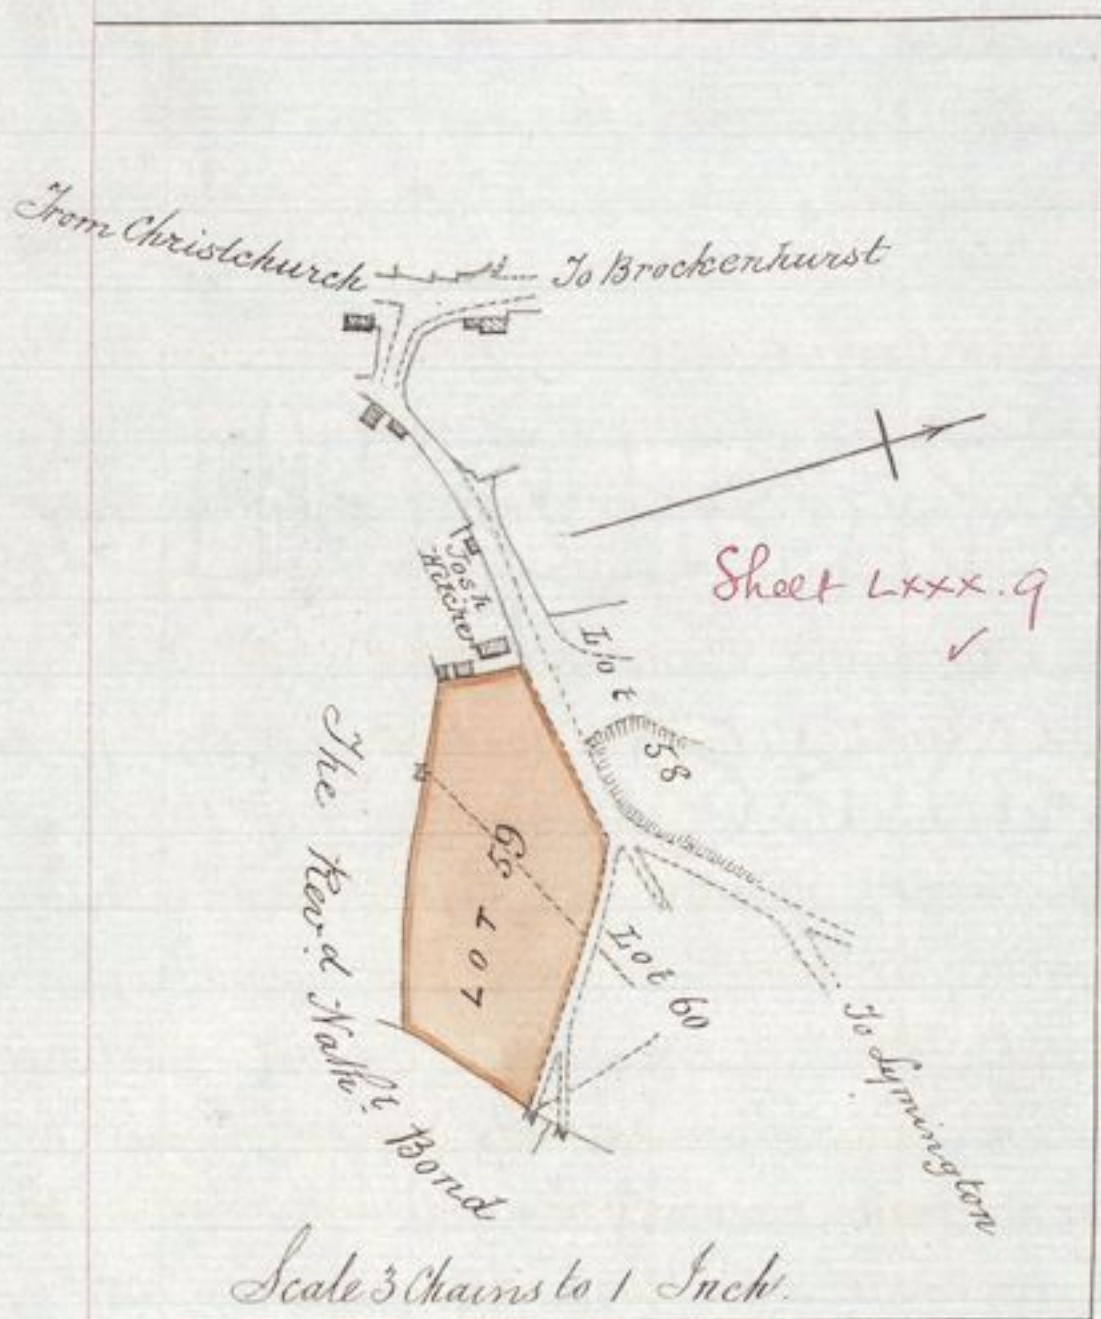 From Christchurch
To Brockenhurst
Sheet LXXX. 9
Josh
Lot
58
LOT 59
Lot 60
The Revd Nathl. Bond
To Lymington
Scale 3 Chains to 1 Inch.